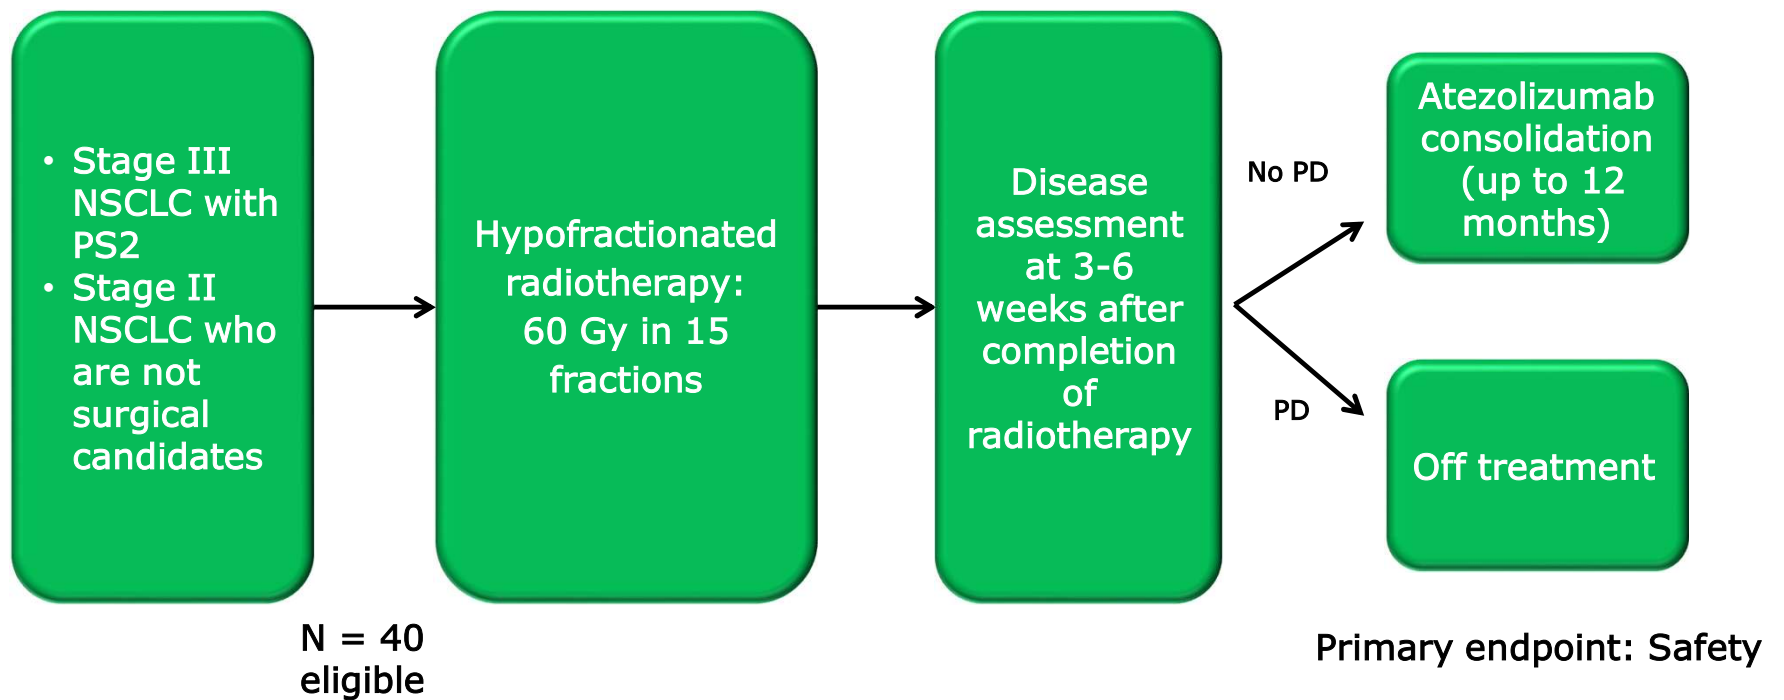 • Stage III
NSCLC with
PS2
• Stage II
NSCLC who
are not
surgical
candidates
N = 40
eligible
Hypofractionated
radiotherapy:
60 Gy in 15
fractions
Disease
assessment
at 3-6
weeks after
completion
of
radiotherapy
No PD
PD
Atezolizumab
consolidation
(up to 12
months)
Off treatment
Primary endpoint: Safety